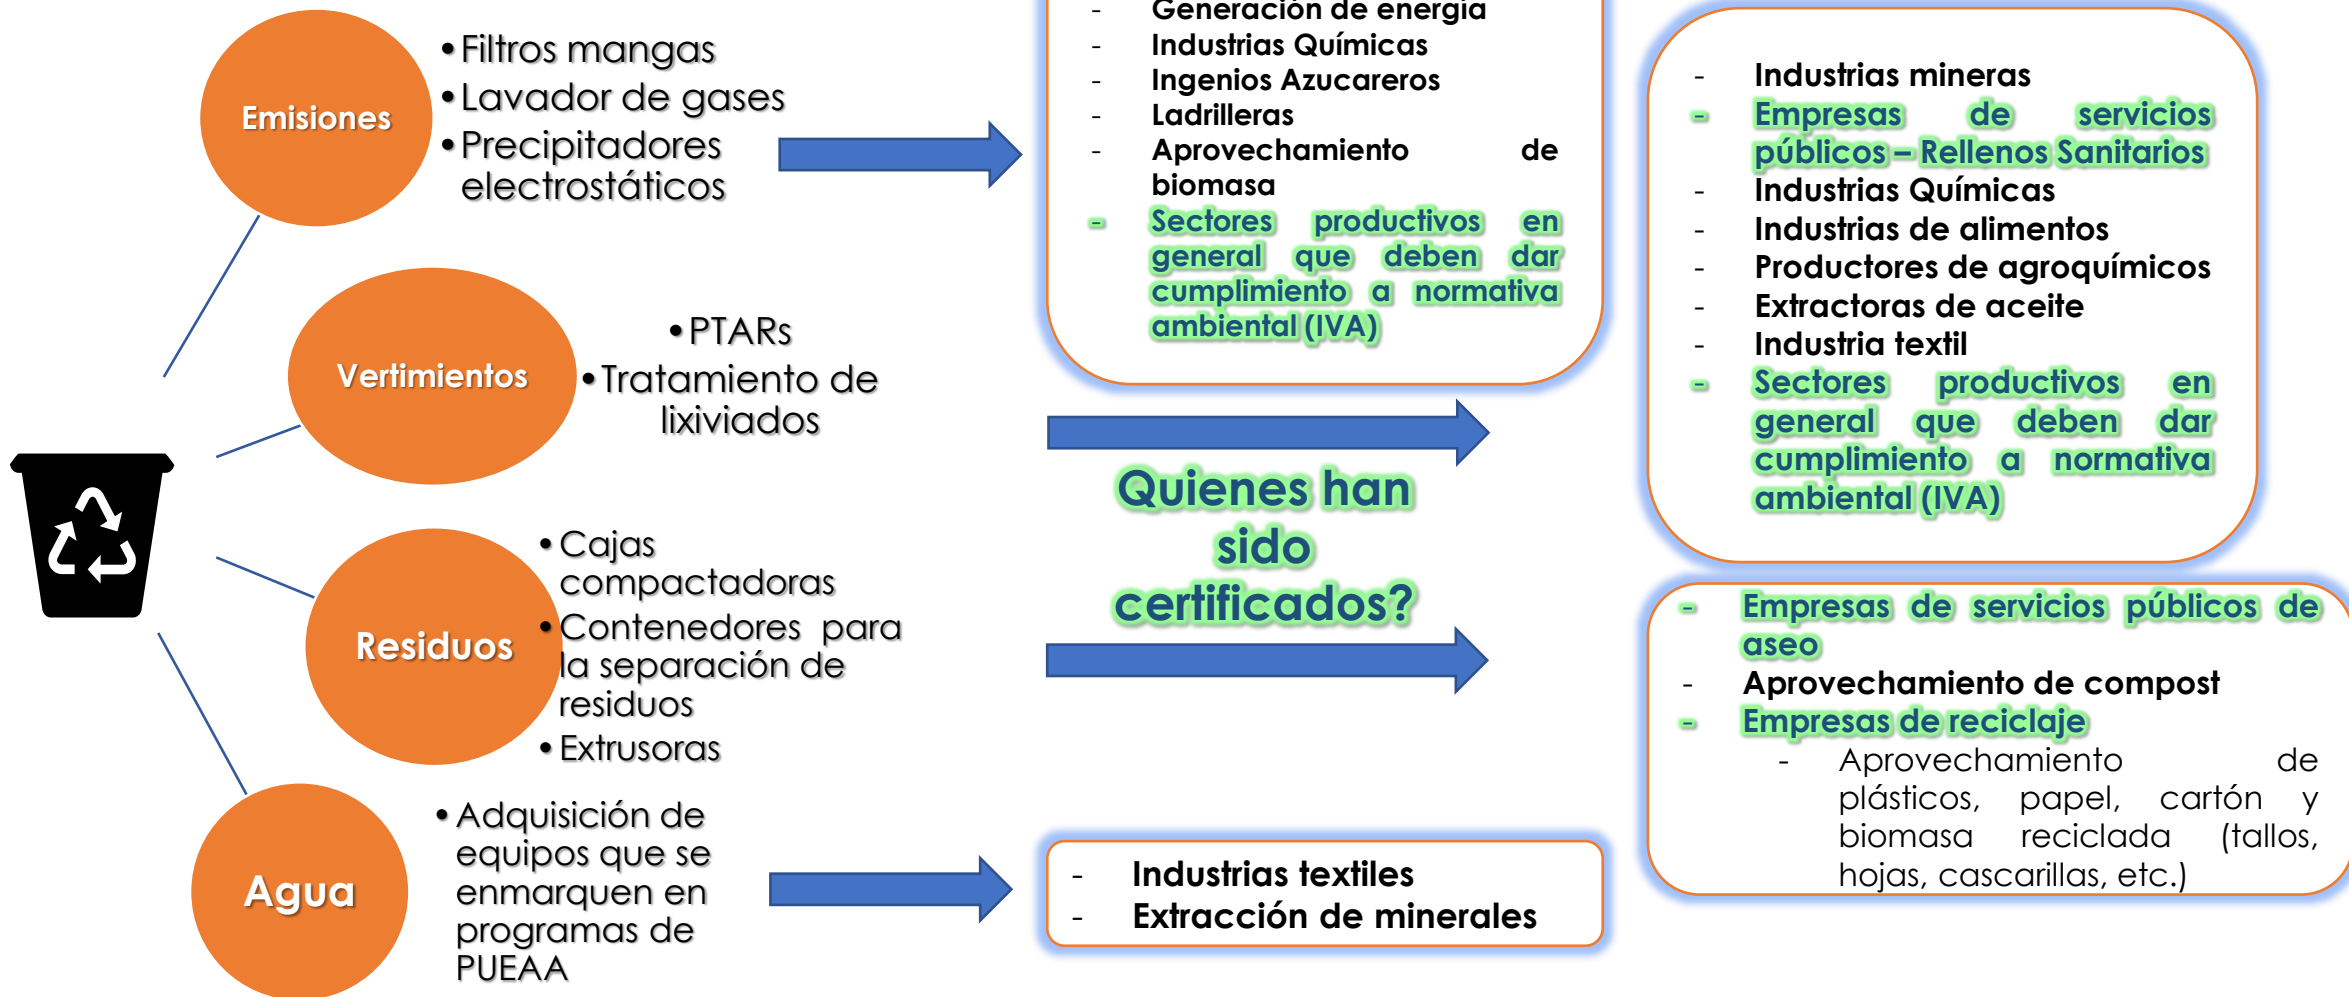 Emisiones
•Filtros mangas
•Lavador de gases
•Precipitadores
electrostáticos
- Generación de energía
- Industrias Químicas
- Ingenios Azucareros
- Ladrilleras
- Aprovechamiento de
biomasa
- Sectores productivos en
general que deben dar
cumplimiento a normativa
ambiental (IVA)
Vertimientos
•PTARs
•Tratamiento de
lixiviados
- Industrias mineras
- Empresas de servicios
públicos – Rellenos Sanitarios
- Industrias Químicas
- Industrias de alimentos
- Productores de agroquímicos
- Extractoras de aceite
- Industria textil
- Sectores productivos en
general que deben dar
cumplimiento a normativa
ambiental (IVA)
Quienes han
sido
certificados?
Residuos
•Cajas
compactadoras
•Contenedores para
la separación de
residuos
•Extrusoras
- Empresas de servicios públicos de
aseo
- Aprovechamiento de compost
- Empresas de reciclaje
- Aprovechamiento de
plásticos, papel, cartón y
biomasa reciclada (tallos,
hojas, cascarillas, etc.)
Agua
•Adquisición de
equipos que se
enmarquen en
programas de
PUEAA
- Industrias textiles
- Extracción de minerales